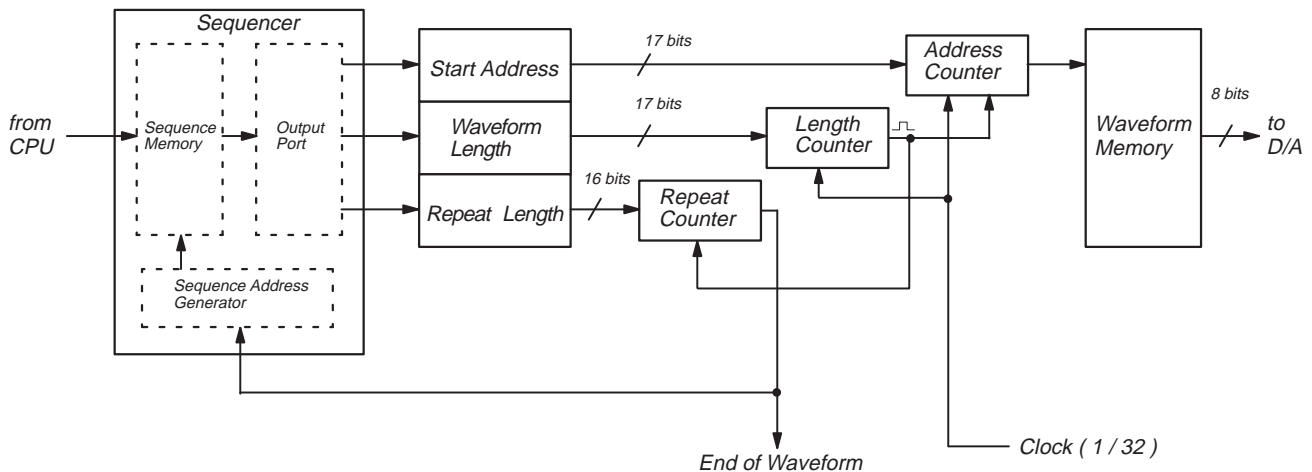 Sequencer
from
CPU
Sequence
Memory
Output
Port
Sequence Address
Generator
Start Address
Waveform
Length
Repeat Length
17 bits
17 bits
16 bits
Repeat
Counter
Length
Counter
Address
Counter
Waveform
Memory
8 bits
to
D/A
End of Waveform
Clock ( 1 / 32 )